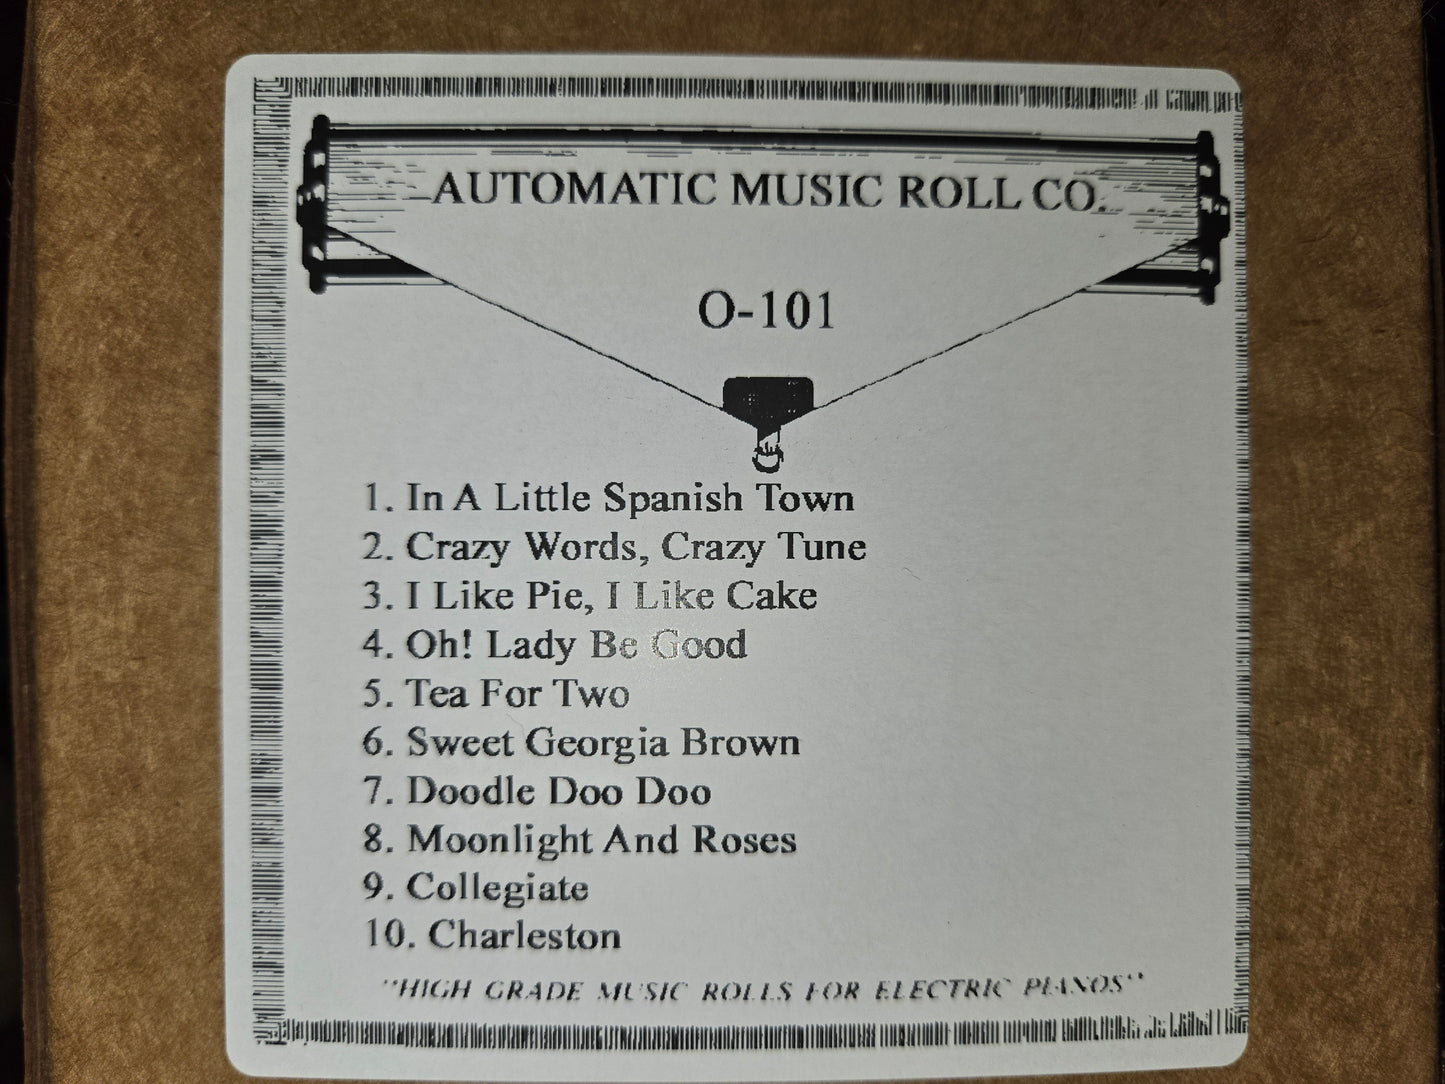 AUTOMATIC MUSIC ROLL CO.
O-101
1. In A Little Spanish Town
2. Crazy Words, Crazy Tune
3. I Like Pie, I Like Cake
4. Oh! Lady Be Good
5. Tea For Two
6. Sweet Georgia Brown
7. Doodle Doo Doo
8. Moonlight And Roses
9. Collegiate
10. Charleston
"HIGH GRADE MUSIC ROLLS FOR ELECTRIC PIANOS"